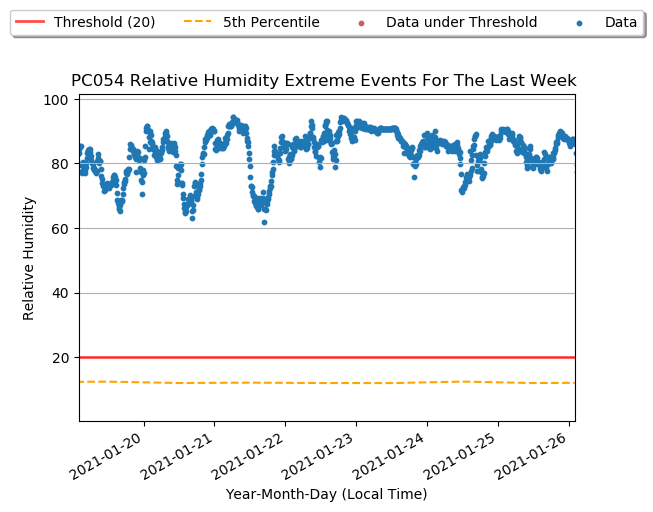 Threshold (20) 5th Percentile Data under Threshold Data
PC054 Relative Humidity Extreme Events For The Last Week
100
80
60
40
20
Relative Humidity
2021-01-20 2021-01-21 2021-01-22 2021-01-23 2021-01-24 2021-01-25 2021-01-26
Year-Month-Day (Local Time)